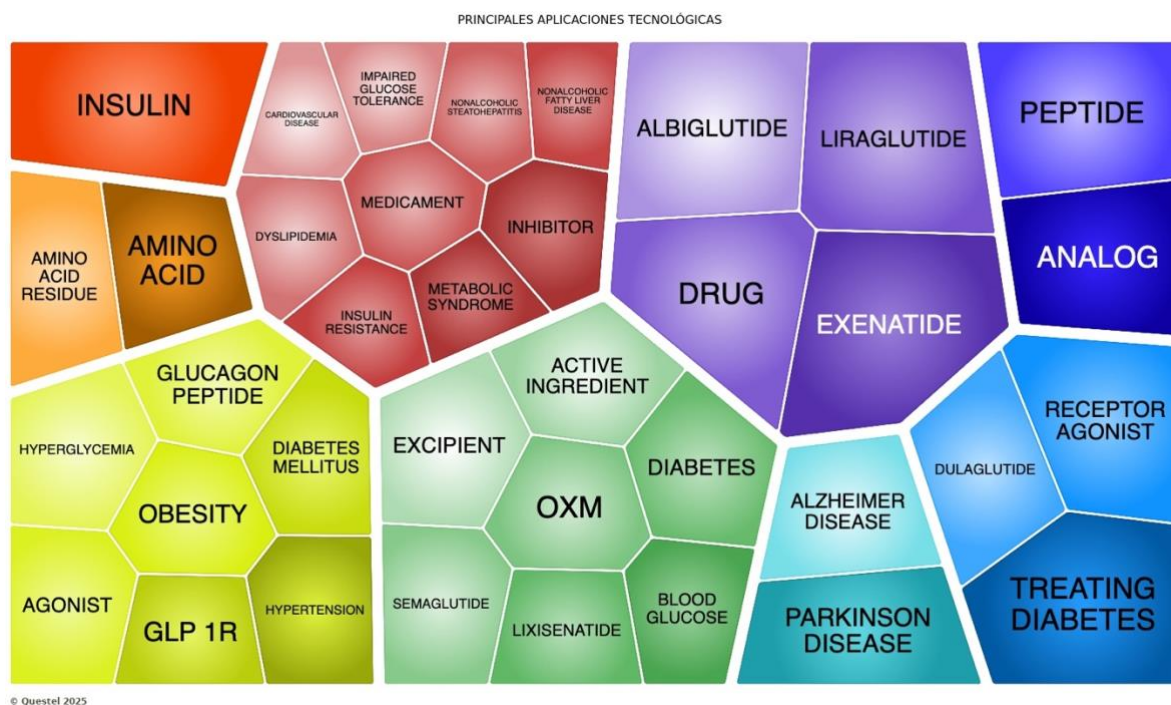 PRINCIPALES APLICACIONES TECNOLÓGICAS
INSULIN
AMINO
ACID
RESIDUE
AMINO
ACID
CARDIOVASCULAR
DISEASE
IMPAIRED
GLUCOSE
TOLERANCE
NONALCOHOLIC
STEATOHEPATITIS
NONALCOHOLIC
FATTY LIVER
DISEASE
MEDICAMENT
INHIBITOR
DYSLIPIDEMIA
INSULIN
RESISTANCE
METABOLIC
SYNDROME
ALBIGLUTIDE
LIRAGLUTIDE
DRUG
EXENATIDE
PEPTIDE
ANALOG
GLUCAGON
PEPTIDE
HYPERGLYCEMIA
DIABETES
MELLITUS
OBESITY
AGONIST
GLP 1R
HYPERTENSION
ACTIVE
INGREDIENT
EXCIPIENT
DIABETES
OXM
SEMAGLUTIDE
LIXISENATIDE
BLOOD
GLUCOSE
ALZHEIMER
DISEASE
PARKINSON
DISEASE
RECEPTOR
AGONIST
DULAGLUTIDE
TREATING
DIABETES
© Questel 2025